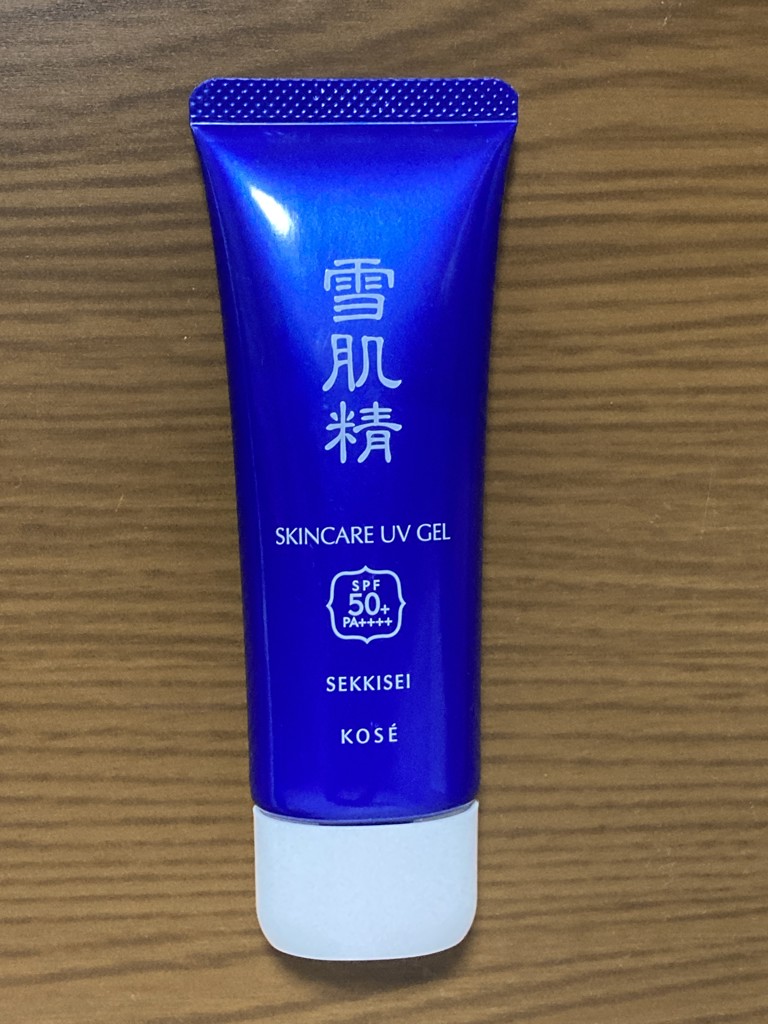 雪肌精
SKINCARE UV GEL
SPF
50+
PA++++
SEKKISEI
KOSÉ